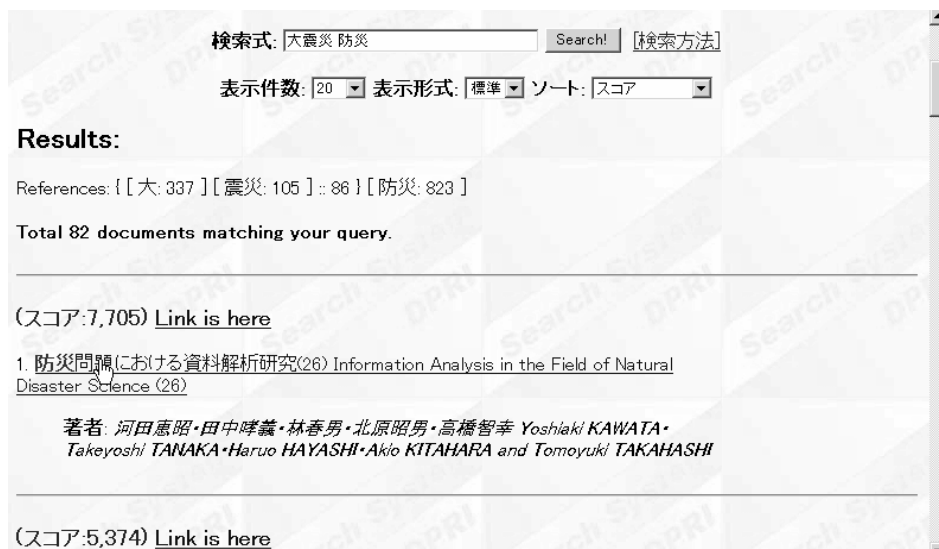 検索式: 大震災 防災 Search! [検索方法]
表示件数: 20 表示形式: 標準 ソート: スコア
Results:
References: { [ 大: 337 ] [ 震災: 105 ] :: 86 } [ 防災: 823 ]
Total 82 documents matching your query.
(スコア:7,705) Link is here
1. 防災問題における資料解析研究(26) Information Analysis in the Field of Natural
Disaster Science (26)
著者: 河田恵昭・田中哮義・林春男・北原昭男・高橋智幸 Yoshiaki KAWATA・
Takeyoshi TANAKA・Haruo HAYASHI・Akio KITAHARA and Tomoyuki TAKAHASHI
(スコア:5,374) Link is here
Search System
DPRI